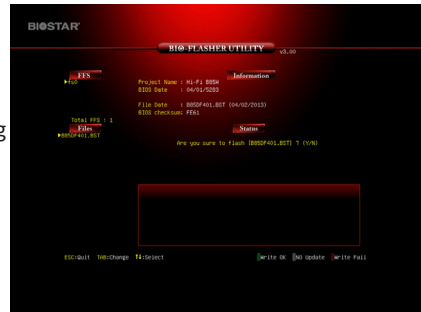 BIOSTAR
BIO-FLASHER UTILITY v3.00
FFS
▶fs0
Information
Project Name : Hi-Fi B85W
BIOS Date : 04/01/5203
File Date : B85DF401.BST (04/02/2013)
BIOS checksum: FE61
Total FFS : 1
Files
▶B85DF401.BST
Status
Are you sure to flash [B85DF401.BST] ? (Y/N)
g
ESC:Quit TAB:Change ↑↓:Select
Write OK NO Update Write Fail